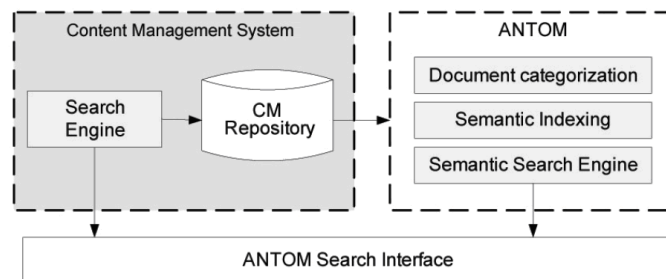 Content Management System
Search
Engine
CM
Repository
ANTOM
Document categorization
Semantic Indexing
Semantic Search Engine
ANTOM Search Interface